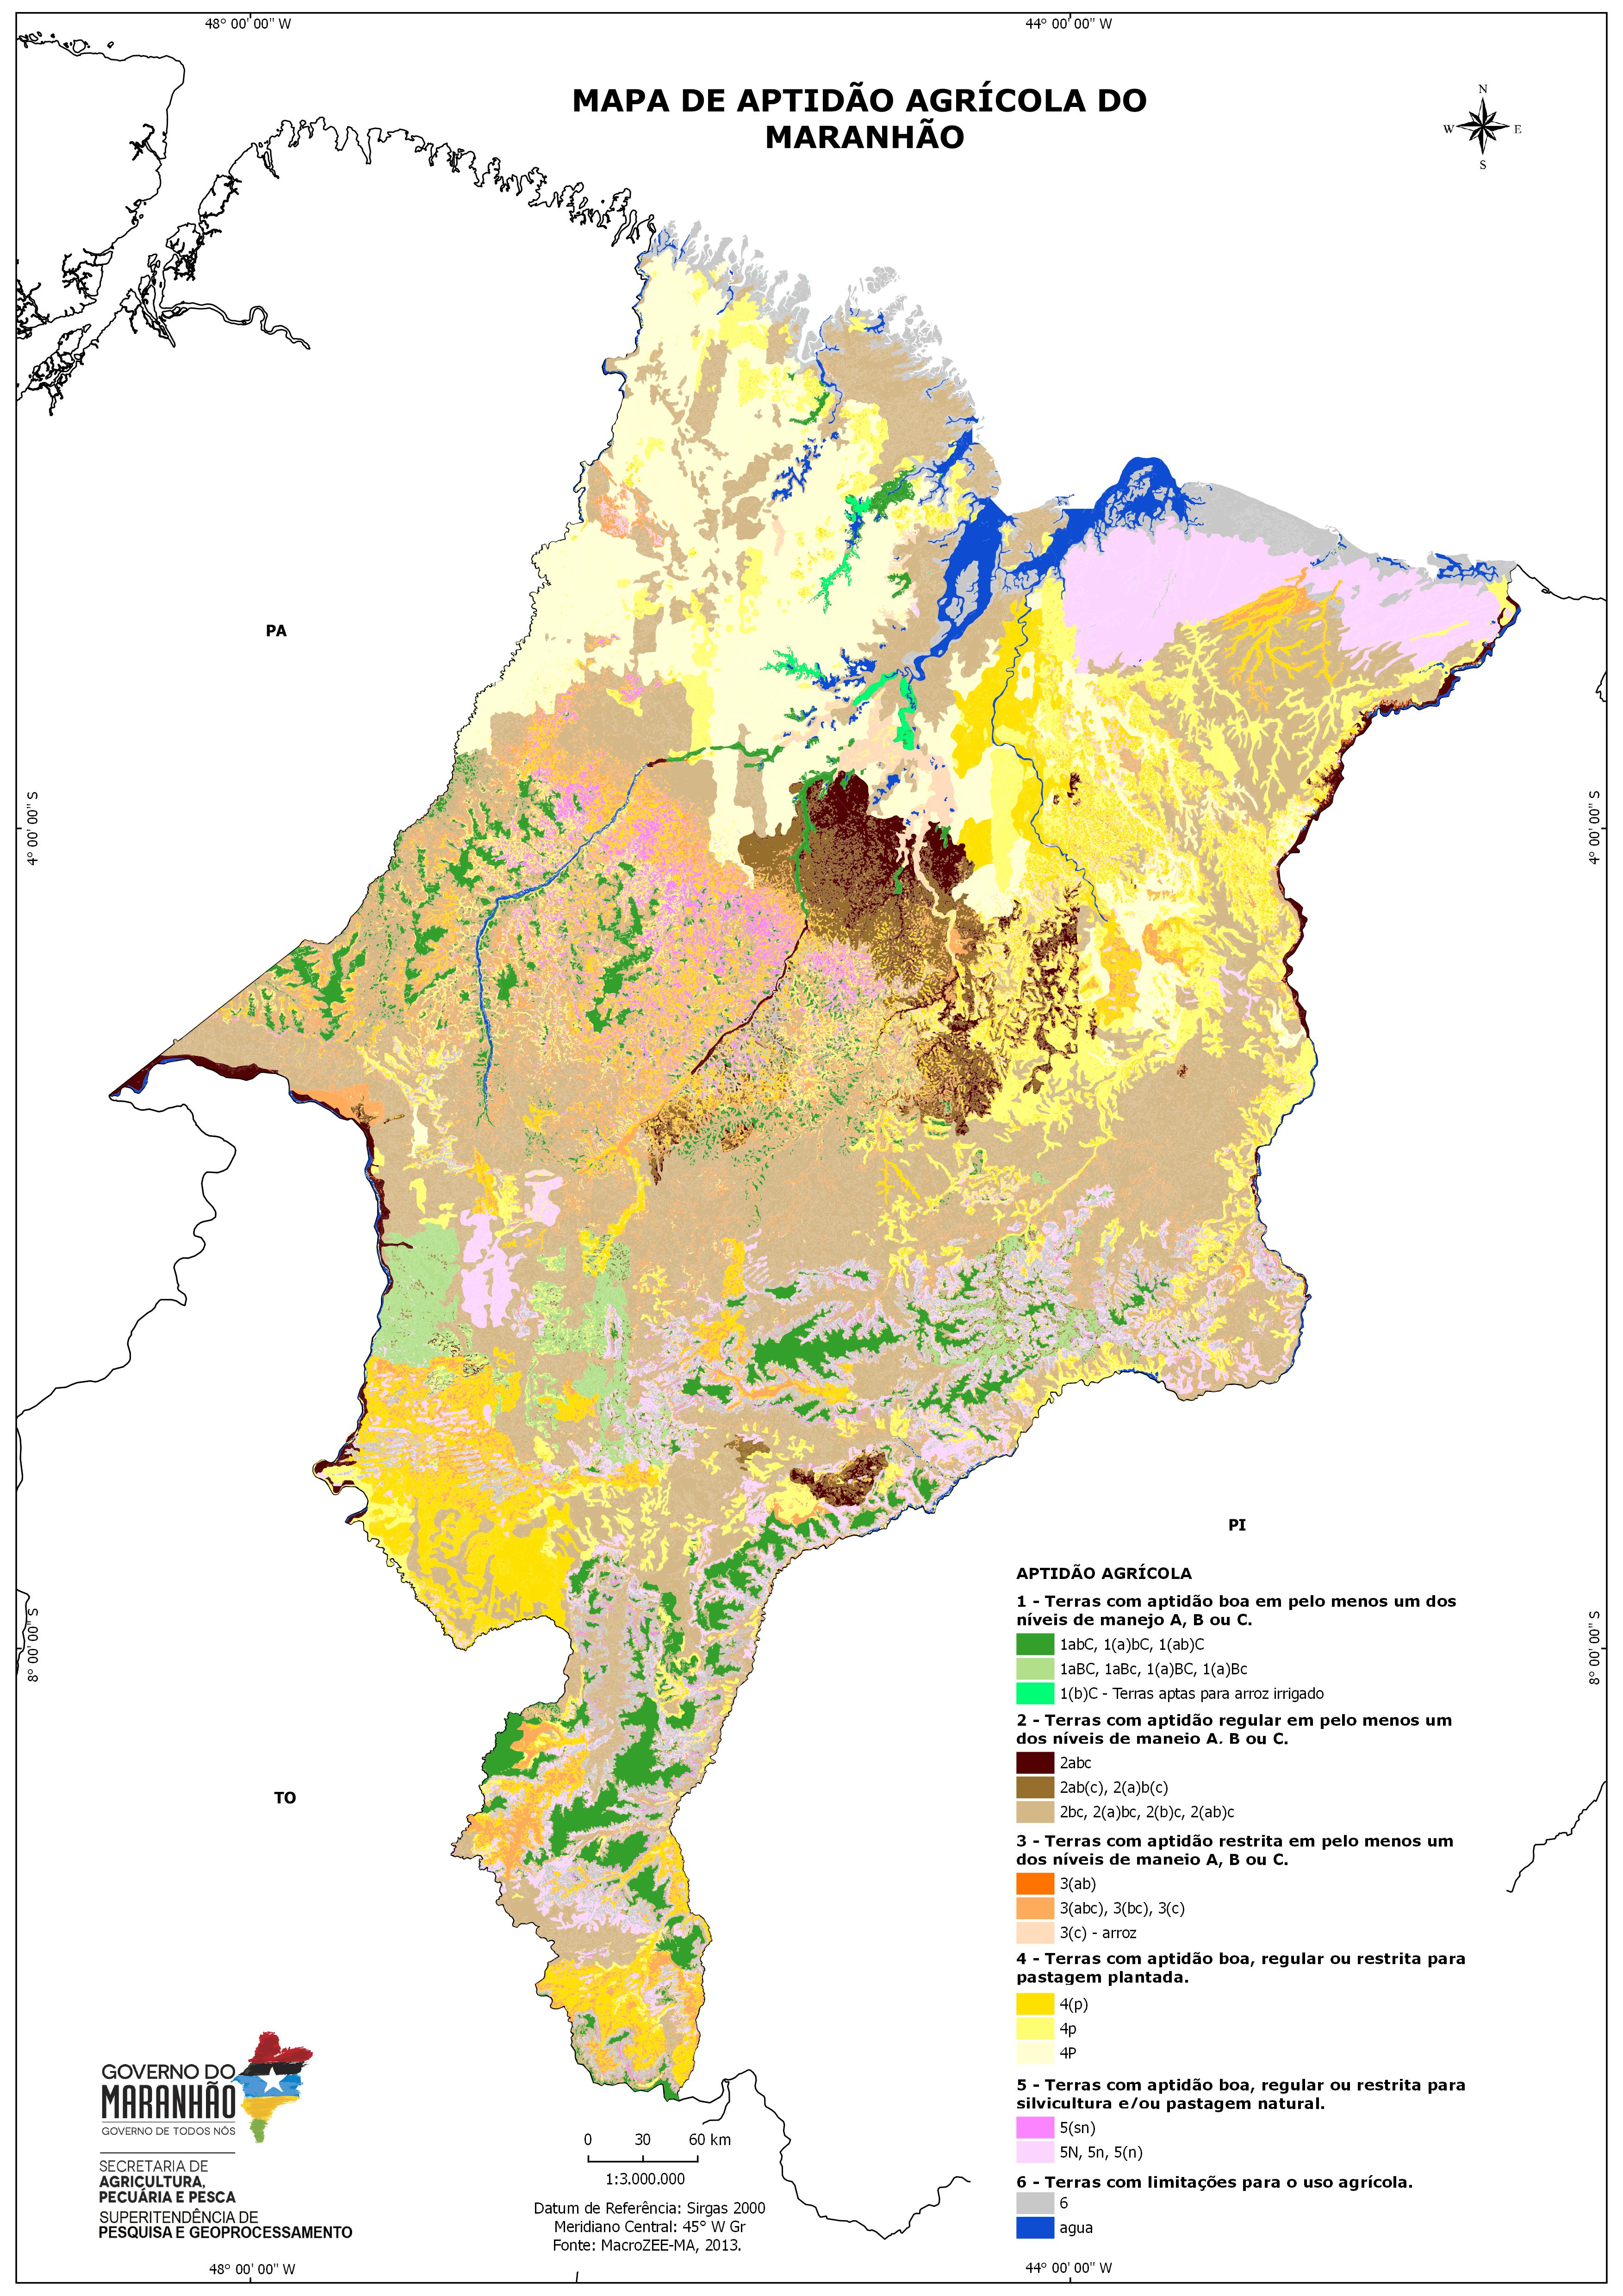 48° 00' 00" W
44° 00' 00" W
MAPA DE APTIDÃO AGRÍCOLA DO
MARANHÃO
N
W
E
S
PA
4° 00' 00" S
4° 00' 00" S
PI
APTIDÃO AGRÍCOLA
1 - Terras com aptidão boa em pelo menos um dos
níveis de manejo A, B ou C.
1abC, 1(a)bC, 1(ab)C
1aBC, 1aBc, 1(a)BC, 1(a)Bc
1(b)C - Terras aptas para arroz irrigado
2 - Terras com aptidão regular em pelo menos um
dos níveis de manejo A, B ou C.
2abc
2ab(c), 2(a)b(c)
2bc, 2(a)bc, 2(b)c, 2(ab)c
3 - Terras com aptidão restrita em pelo menos um
dos níveis de manejo A, B ou C.
3(ab)
3(abc), 3(bc), 3(c)
3(c) - arroz
4 - Terras com aptidão boa, regular ou restrita para
pastagem plantada.
4(p)
4p
4P
5 - Terras com aptidão boa, regular ou restrita para
silvicultura e/ou pastagem natural.
5(sn)
5N, 5n, 5(n)
6 - Terras com limitações para o uso agrícola.
6
agua
8° 00' 00" S
8° 00' 00" S
TO
GOVERNO DO
MARANHÃO
GOVERNO DE TODOS NÓS
SECRETARIA DE
AGRICULTURA,
PECUÁRIA E PESCA
SUPERITENDÊNCIA DE
PESQUISA E GEOPROCESSAMENTO
0 30 60 km
1:3.000.000
Datum de Referência: Sirgas 2000
Meridiano Central: 45° W Gr
Fonte: MacroZEE-MA, 2013.
48° 00' 00" W
44° 00' 00" W